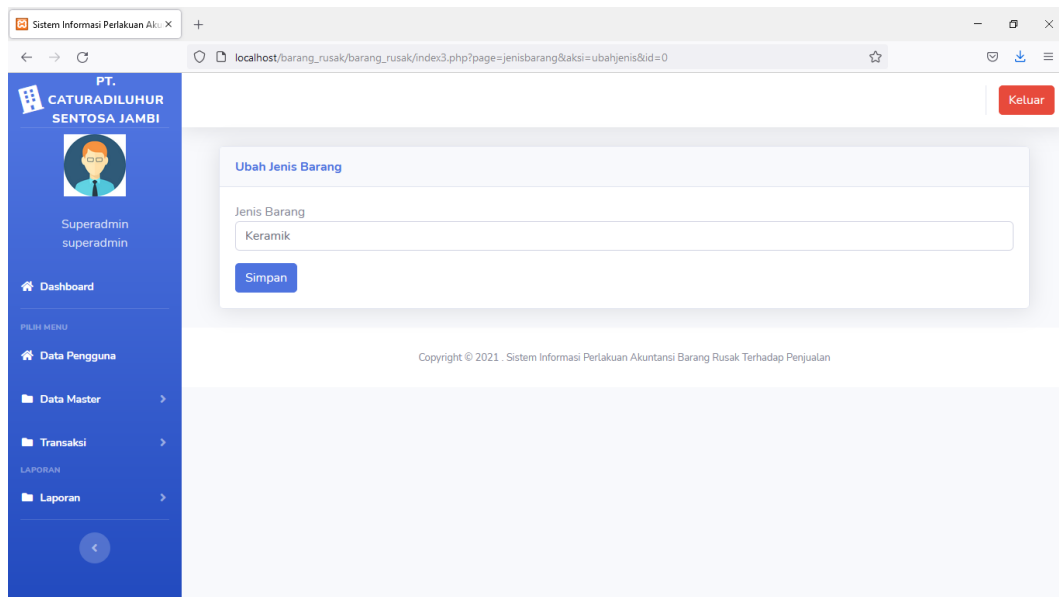 Sistem Informasi Perlakuan Aku
localhost/barang_rusak/barang_rusak/index3.php?page=jenisbarang&aksi=ubahjenis&id=0
PT.
CATURADILUHUR
SENTOSA JAMBI
Keluar
Superadmin
superadmin
Dashboard
PILIH MENU
Data Pengguna
Data Master
Transaksi
LAPORAN
Laporan
Ubah Jenis Barang
Jenis Barang
Keramik
Simpan
Copyright © 2021 . Sistem Informasi Perlakuan Akuntansi Barang Rusak Terhadap Penjualan